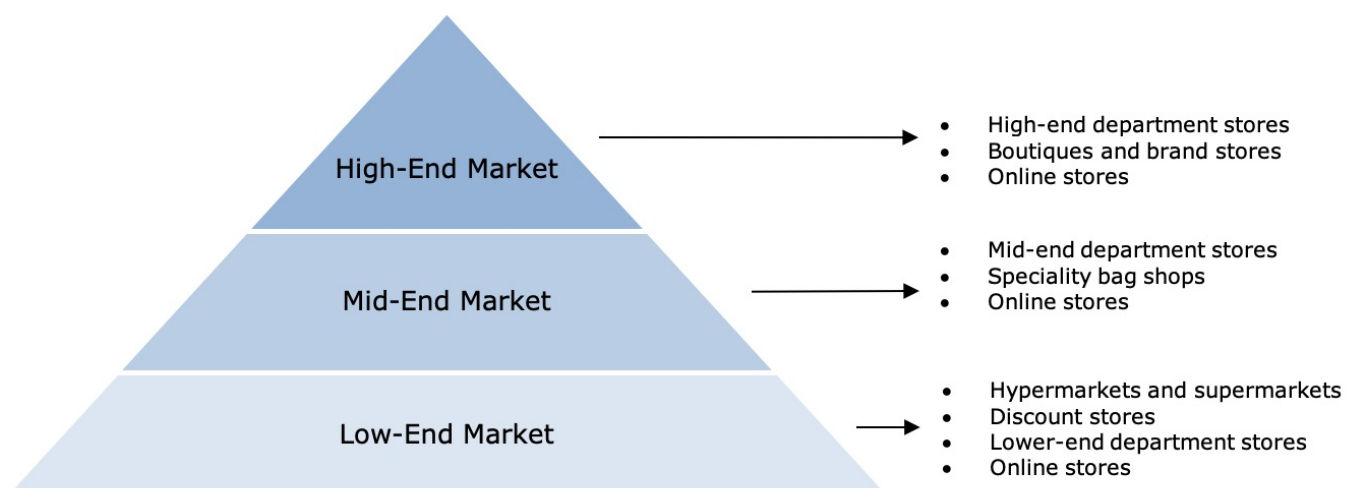 High-End Market
• High-end department stores
• Boutiques and brand stores
• Online stores
Mid-End Market
• Mid-end department stores
• Speciality bag shops
• Online stores
Low-End Market
• Hypermarkets and supermarkets
• Discount stores
• Lower-end department stores
• Online stores